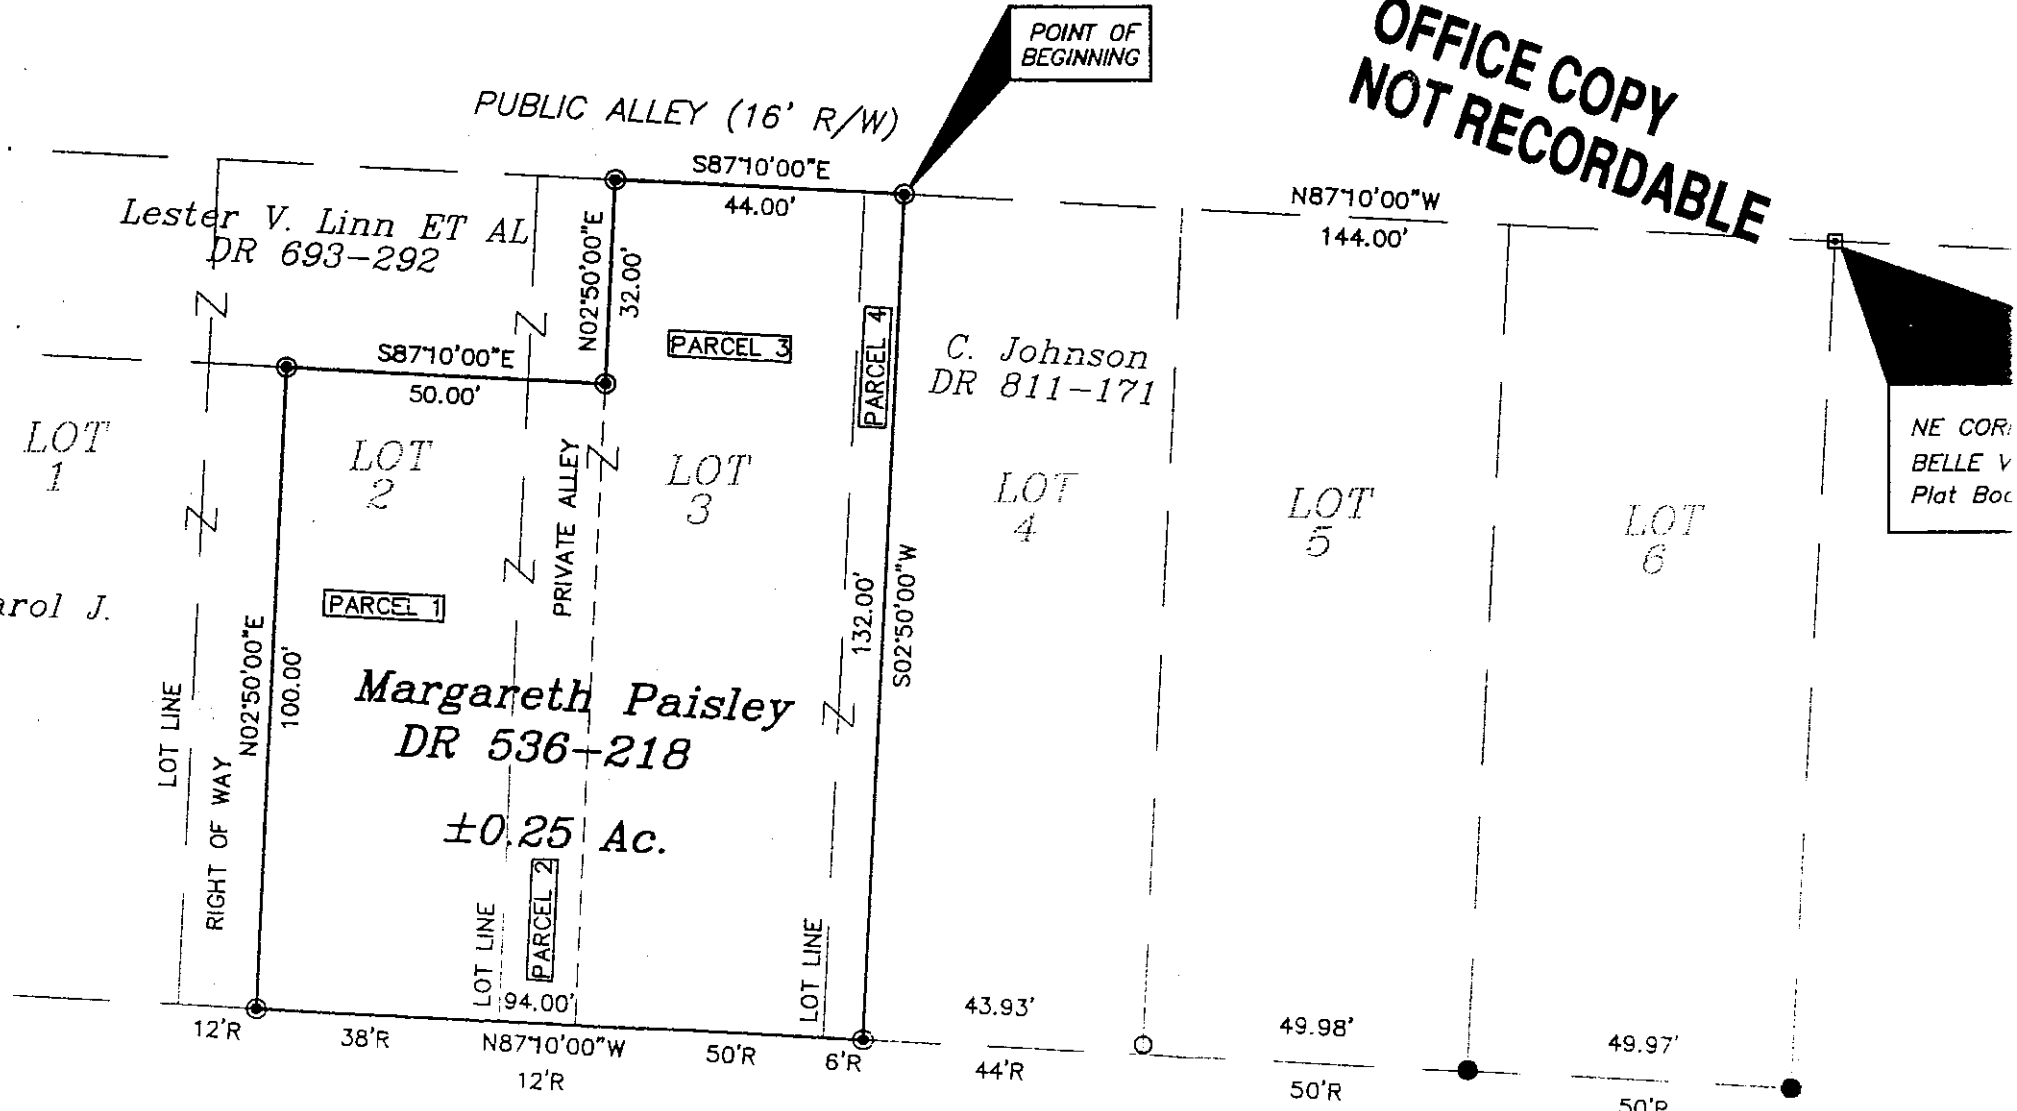 OFFICE COPY
NOT RECORDABLE
POINT OF
BEGINNING
PUBLIC ALLEY (16' R/W)
S87°10'00"E
44.00'
N87°10'00"W
144.00'
Lester V. Linn ET AL
DR 693-292
N02°50'00"E
32.00'
S87°10'00"E
50.00'
PARCEL 3
PARCEL 4
C. Johnson
DR 811-171
NE COR
BELLE V
Plat Boo
LOT
1
LOT
2
PRIVATE ALLEY
LOT
3
LOT
4
LOT
5
LOT
6
arol J.
PARCEL 1
N02°50'00"E
100.00'
132.00'
S02°50'00"W
LOT LINE
RIGHT OF WAY
Margareth Paisley
DR 536-218
±0.25 Ac.
PARCEL 2
LOT LINE
LOT LINE
94.00'
N87°10'00"W
12'R
38'R
12'R
50'R
6'R
43.93'
44'R
49.98'
50'R
49.97'
50'R